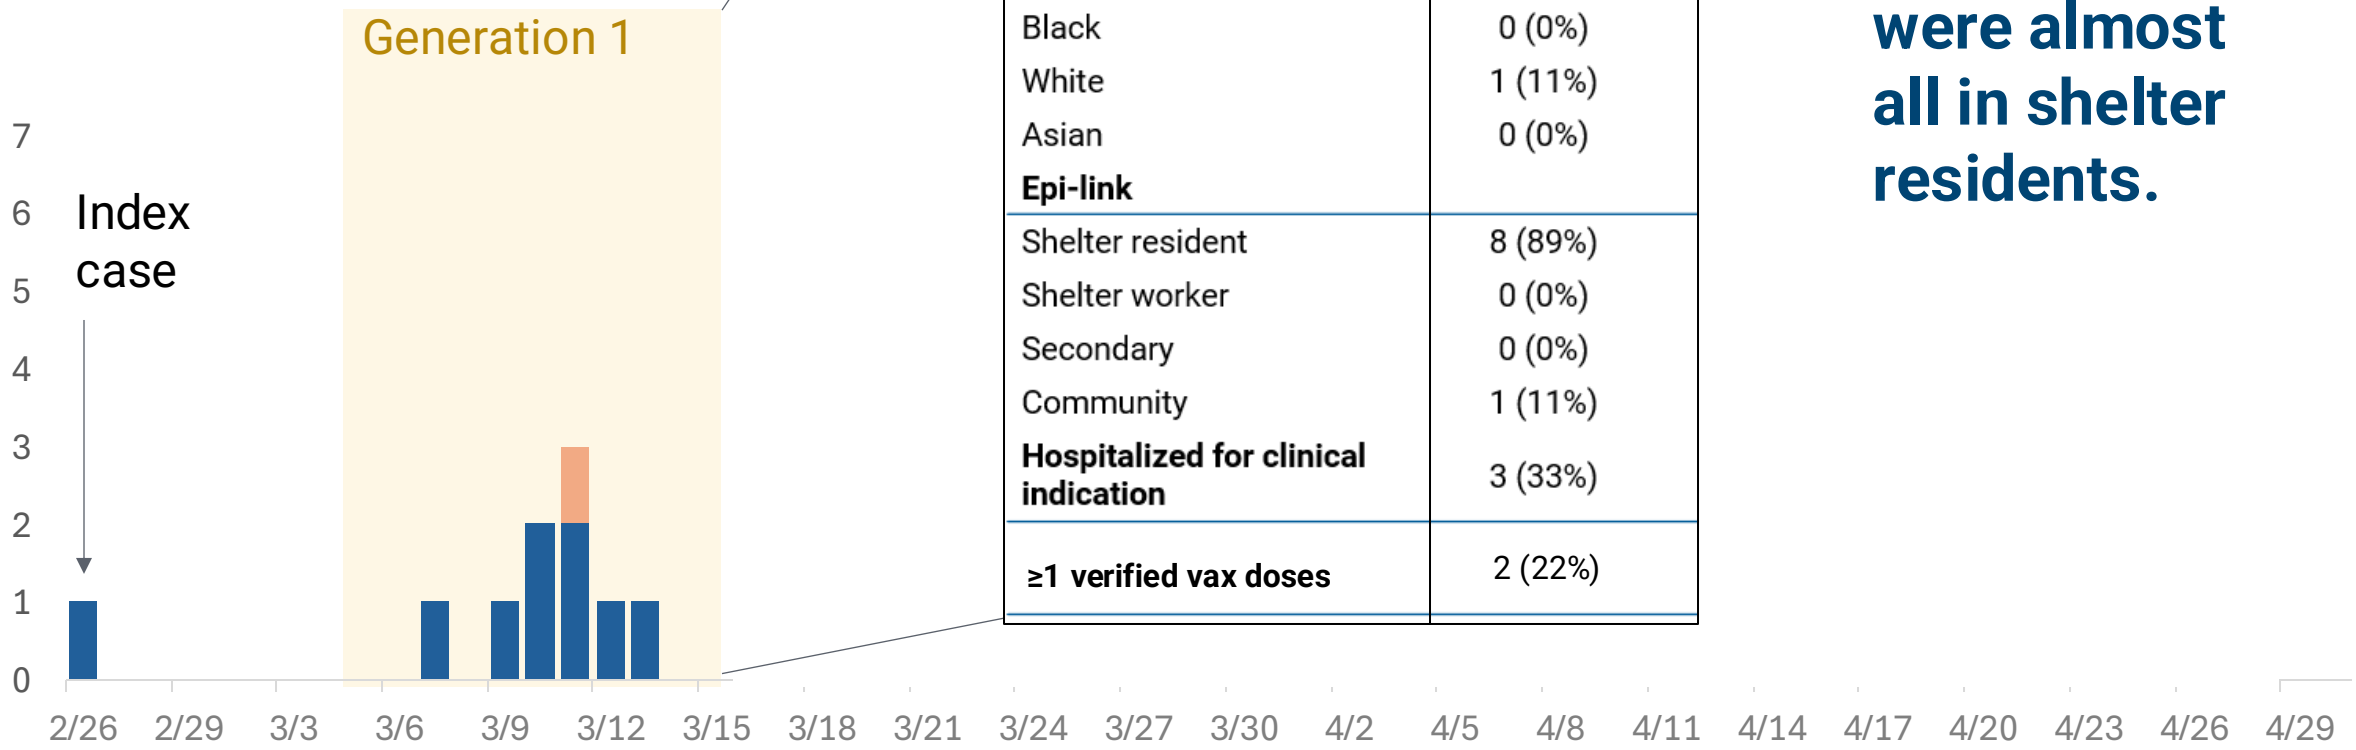 Generation 1
7
6
5
4
3
2
1
0
Index
case
Black 0 (0%)
White 1 (11%)
Asian 0 (0%)
Epi-link
Shelter resident 8 (89%)
Shelter worker 0 (0%)
Secondary 0 (0%)
Community 1 (11%)
Hospitalized for clinical
indication 3 (33%)
≥1 verified vax doses 2 (22%)
were almost
all in shelter
residents.
2/26 2/29 3/3 3/6 3/9 3/12 3/15 3/18 3/21 3/24 3/27 3/30 4/2 4/5 4/8 4/11 4/14 4/17 4/20 4/23 4/26 4/29